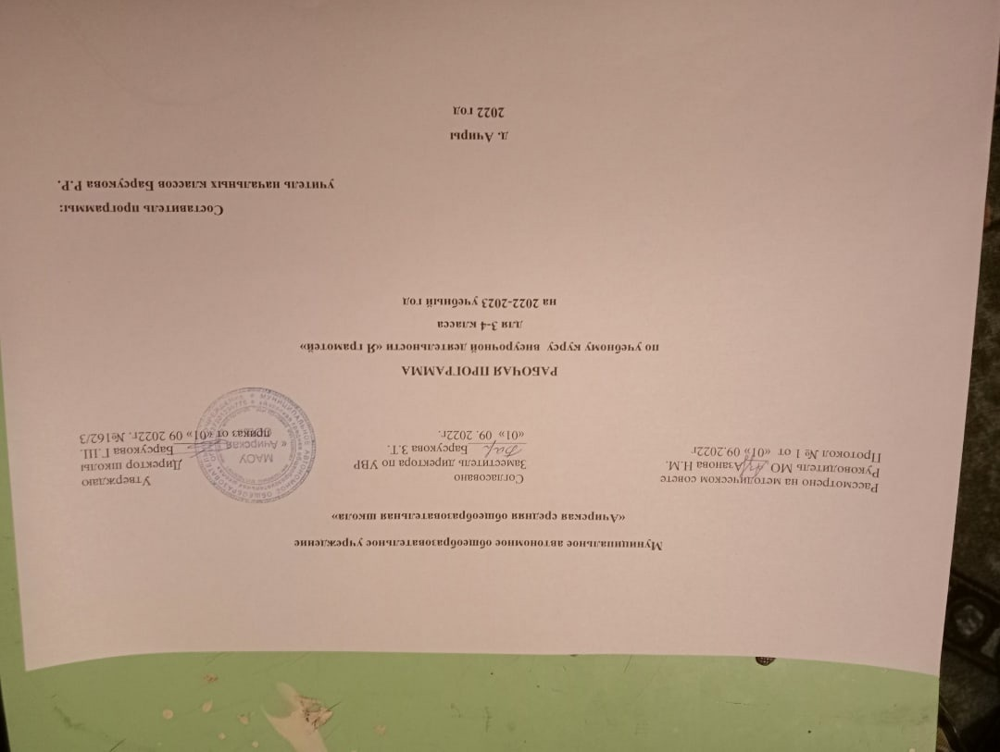 Муниципальное автономное общеобразовательное учреждение
«Ачирская средняя общеобразовательная школа»
Рассмотрено на методическом совете
Руководитель МО Азанова Н.М.
Протокол № 1 от «01» 09.2022г
Согласовано
Заместитель директора по УВР
Барсукова З.Т.
«01» 09. 2022г.
Утверждаю
Директор школы
Барсукова Г.Ш.
приказ от «01» 09 2022г. №162/3
МАОУ
«Ачирская
РАБОЧАЯ ПРОГРАММА
по учебному курсу внеурочной деятельности «Я грамотей»
для 3-4 класса
на 2022-2023 учебный год
Составитель программы:
учитель начальных классов Барсукова Р.Р.
д. Ачиры
2022 год